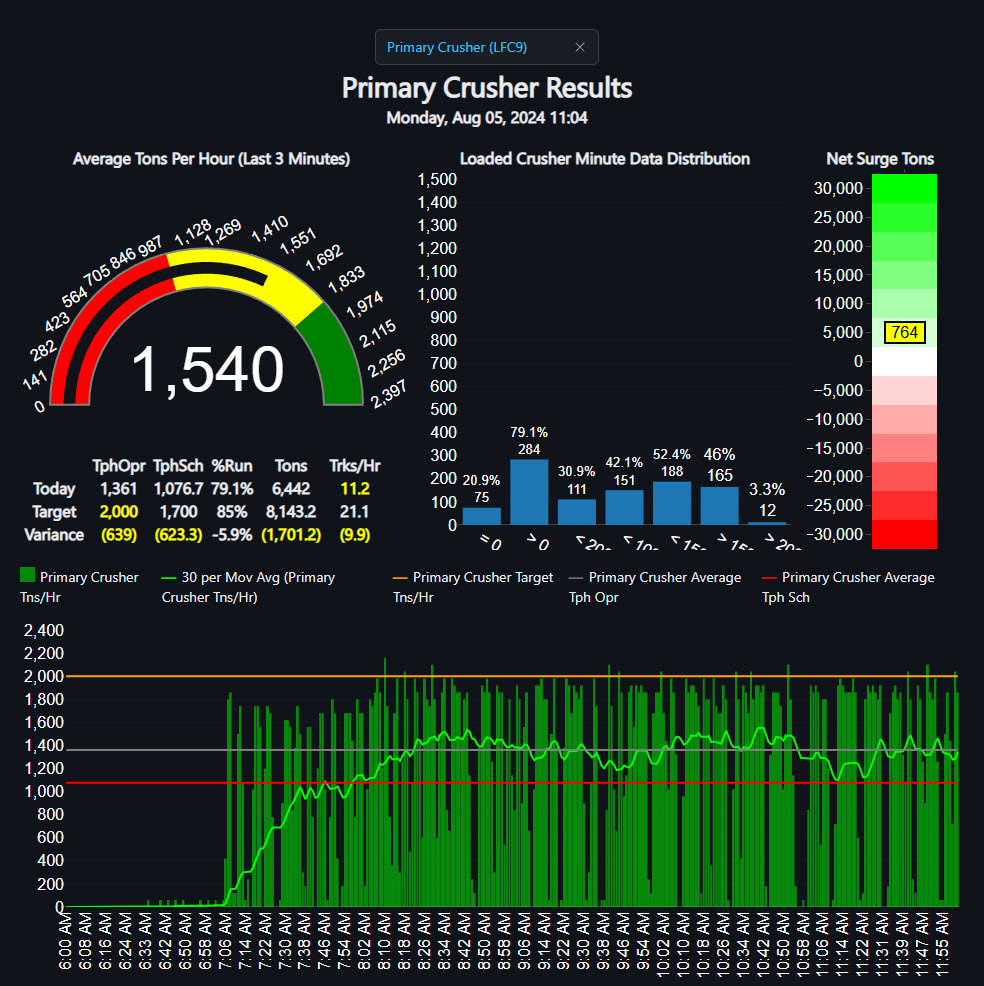 Primary Crusher (LFC9)
Primary Crusher Results
Monday, Aug 05, 2024 11:04
Average Tons Per Hour (Last 3 Minutes)
0
141
282
423
564
705
846
987
1,128
1,269
1,410
1,551
1,692
1,833
1,974
2,115
2,256
2,397
1,540
TphOpr TphSch %Run Tons Trks/Hr
Today 1,361 1,076.7 79.1% 6,442 11.2
Target 2,000 1,700 85% 8,143.2 21.1
Variance (639) (623.3) -5.9% (1,701.2) (9.9)
Loaded Crusher Minute Data Distribution
1,500
1,400
1,300
1,200
1,100
1,000
900
800
700
600
500
400
300
200
100
0
20.9%
75
79.1%
284
30.9%
111
42.1%
151
52.4%
188
46%
165
3.3%
12
= 0
> 0
Net Surge Tons
30,000
25,000
20,000
15,000
10,000
5,000
0
−5,000
−10,000
−15,000
−20,000
−25,000
−30,000
764
Primary Crusher
Tns/Hr
30 per Mov Avg (Primary
Crusher Tns/Hr)
Primary Crusher Target
Tns/Hr
Primary Crusher Average
Tph Opr
Primary Crusher Average
Tph Sch
2,400
2,200
2,000
1,800
1,600
1,400
1,200
1,000
800
600
400
200
0
6:00 AM
6:08 AM
6:16 AM
6:24 AM
6:33 AM
6:42 AM
6:50 AM
6:58 AM
7:06 AM
7:14 AM
7:22 AM
7:30 AM
7:38 AM
7:46 AM
7:54 AM
8:02 AM
8:10 AM
8:18 AM
8:26 AM
8:34 AM
8:42 AM
8:50 AM
8:58 AM
9:06 AM
9:14 AM
9:22 AM
9:30 AM
9:38 AM
9:46 AM
9:54 AM
10:02 AM
10:10 AM
10:18 AM
10:26 AM
10:34 AM
10:42 AM
10:50 AM
10:58 AM
11:06 AM
11:14 AM
11:22 AM
11:31 AM
11:39 AM
11:47 AM
11:55 AM